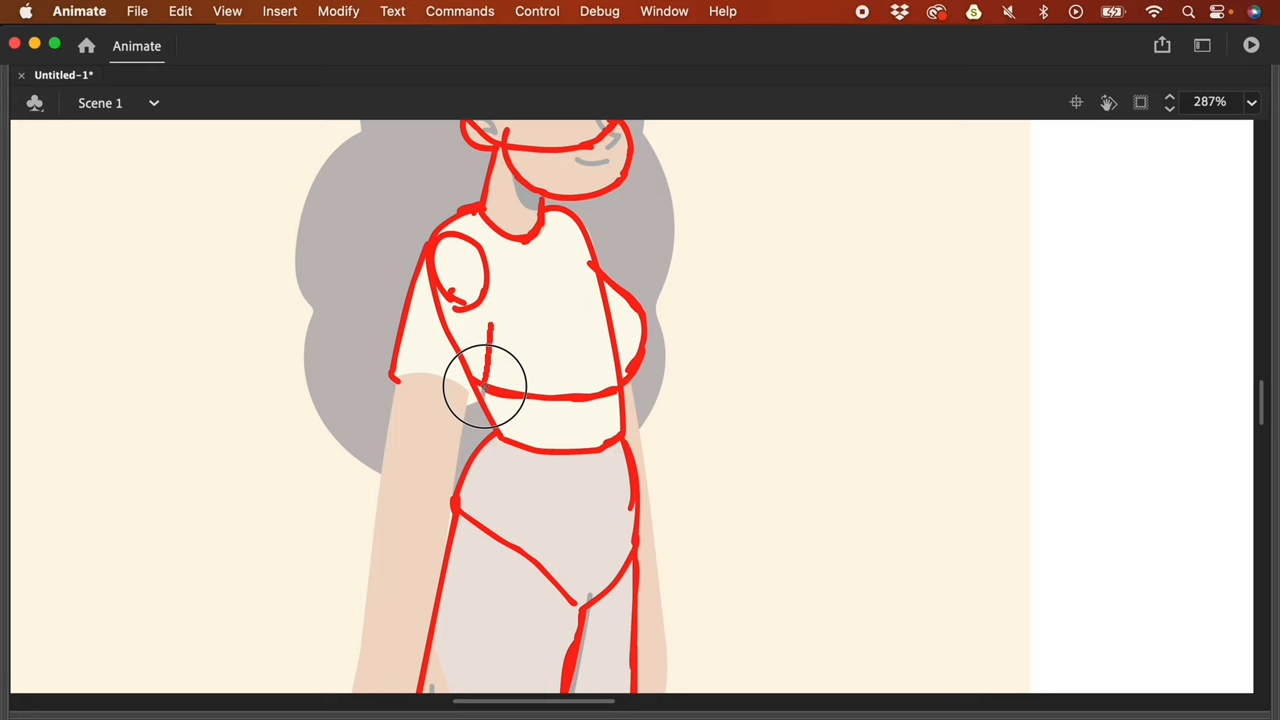 Animate File Edit View Insert Modify Text Commands Control Debug Window Help
Animate
Untitled-1*
Scene 1 287%